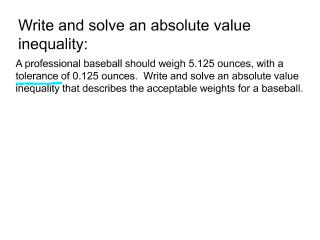 Write and solve an absolute value
inequality:
A professional baseball should weigh 5.125 ounces, with a
tolerance of 0.125 ounces.  Write and solve an absolute value
inequality that describes the acceptable weights for a baseball.